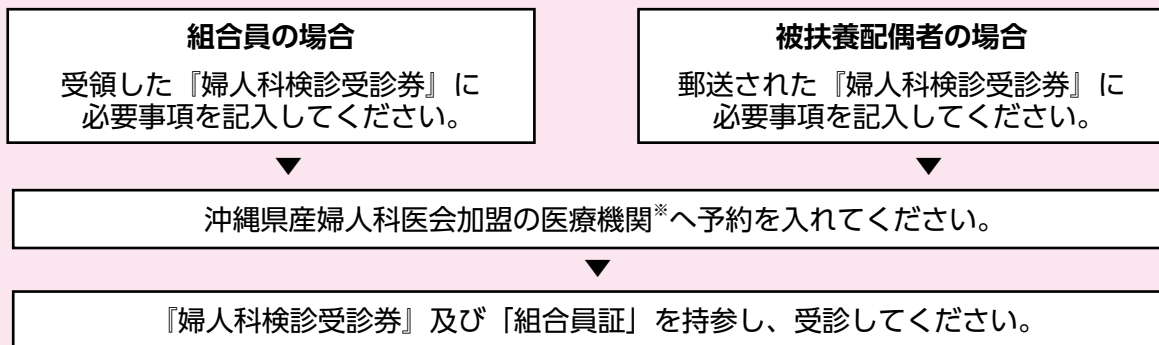 組合員の場合
受領した『婦人科検診受診券』に
必要事項を記入してください。
被扶養配偶者の場合
郵送された『婦人科検診受診券』に
必要事項を記入してください。
沖縄県産婦人科医会加盟の医療機関※へ予約を入れてください。
『婦人科検診受診券』及び「組合員証」を持参し、受診してください。